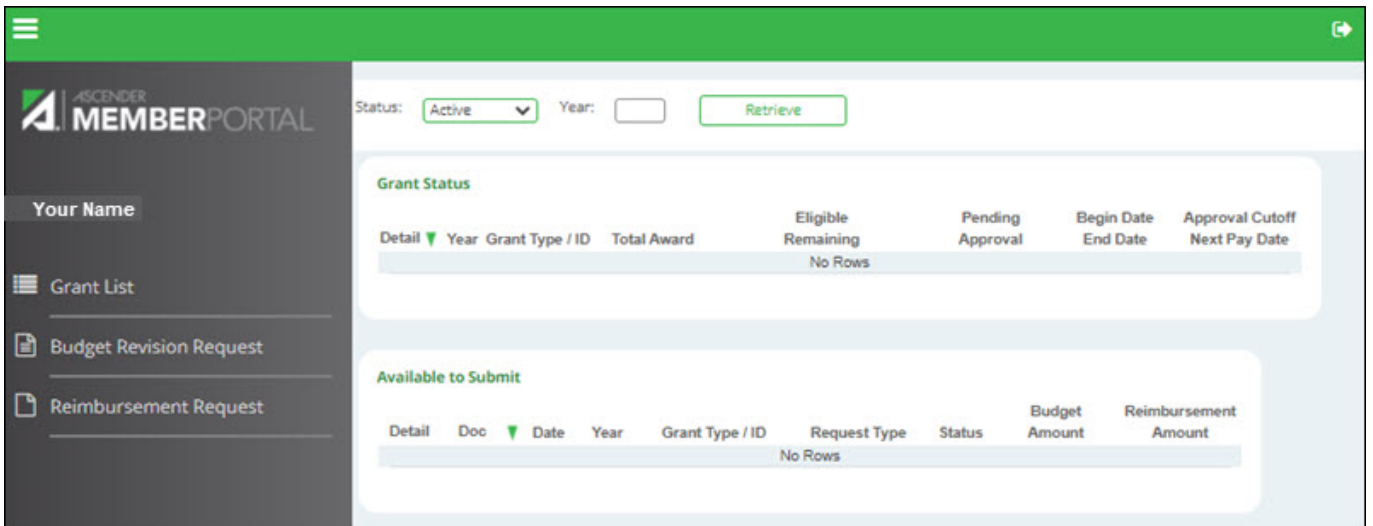 ASCENDER
MEMBERPORTAL
Your Name
Grant List
Budget Revision Request
Reimbursement Request
Status: Active Year: Retrieve
Grant Status
Detail Year Grant Type / ID Total Award Eligible Remaining Pending Approval Begin Date End Date Approval Cutoff Next Pay Date
No Rows
Available to Submit
Detail Doc Date Year Grant Type / ID Request Type Status Budget Amount Reimbursement Amount
No Rows